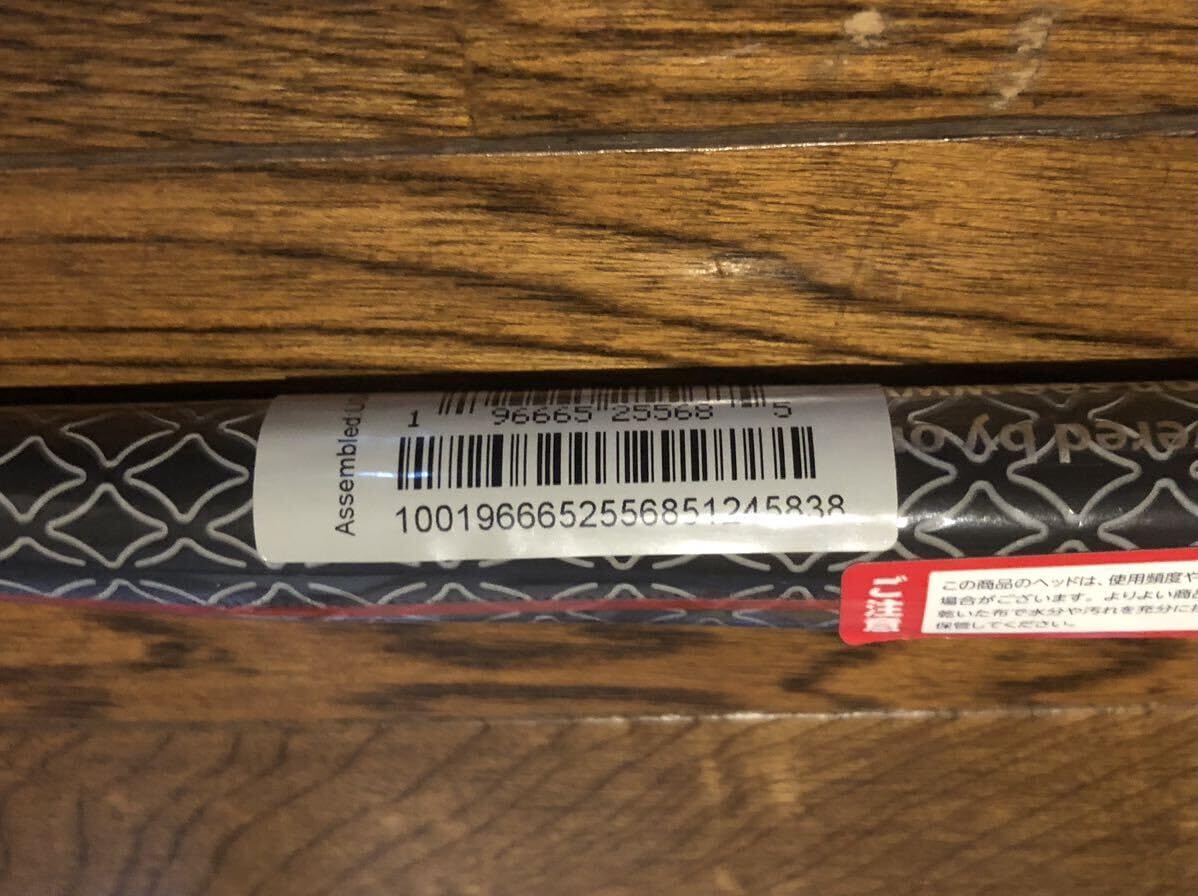 Assembled:U
1 96665 25568 5
1001966652556851245838
ered by o
ご注意
この商品のヘッドは、使用頻度や
場合がございます。よりよい商品
乾いた布で水分や汚れを充分に
保管してください。